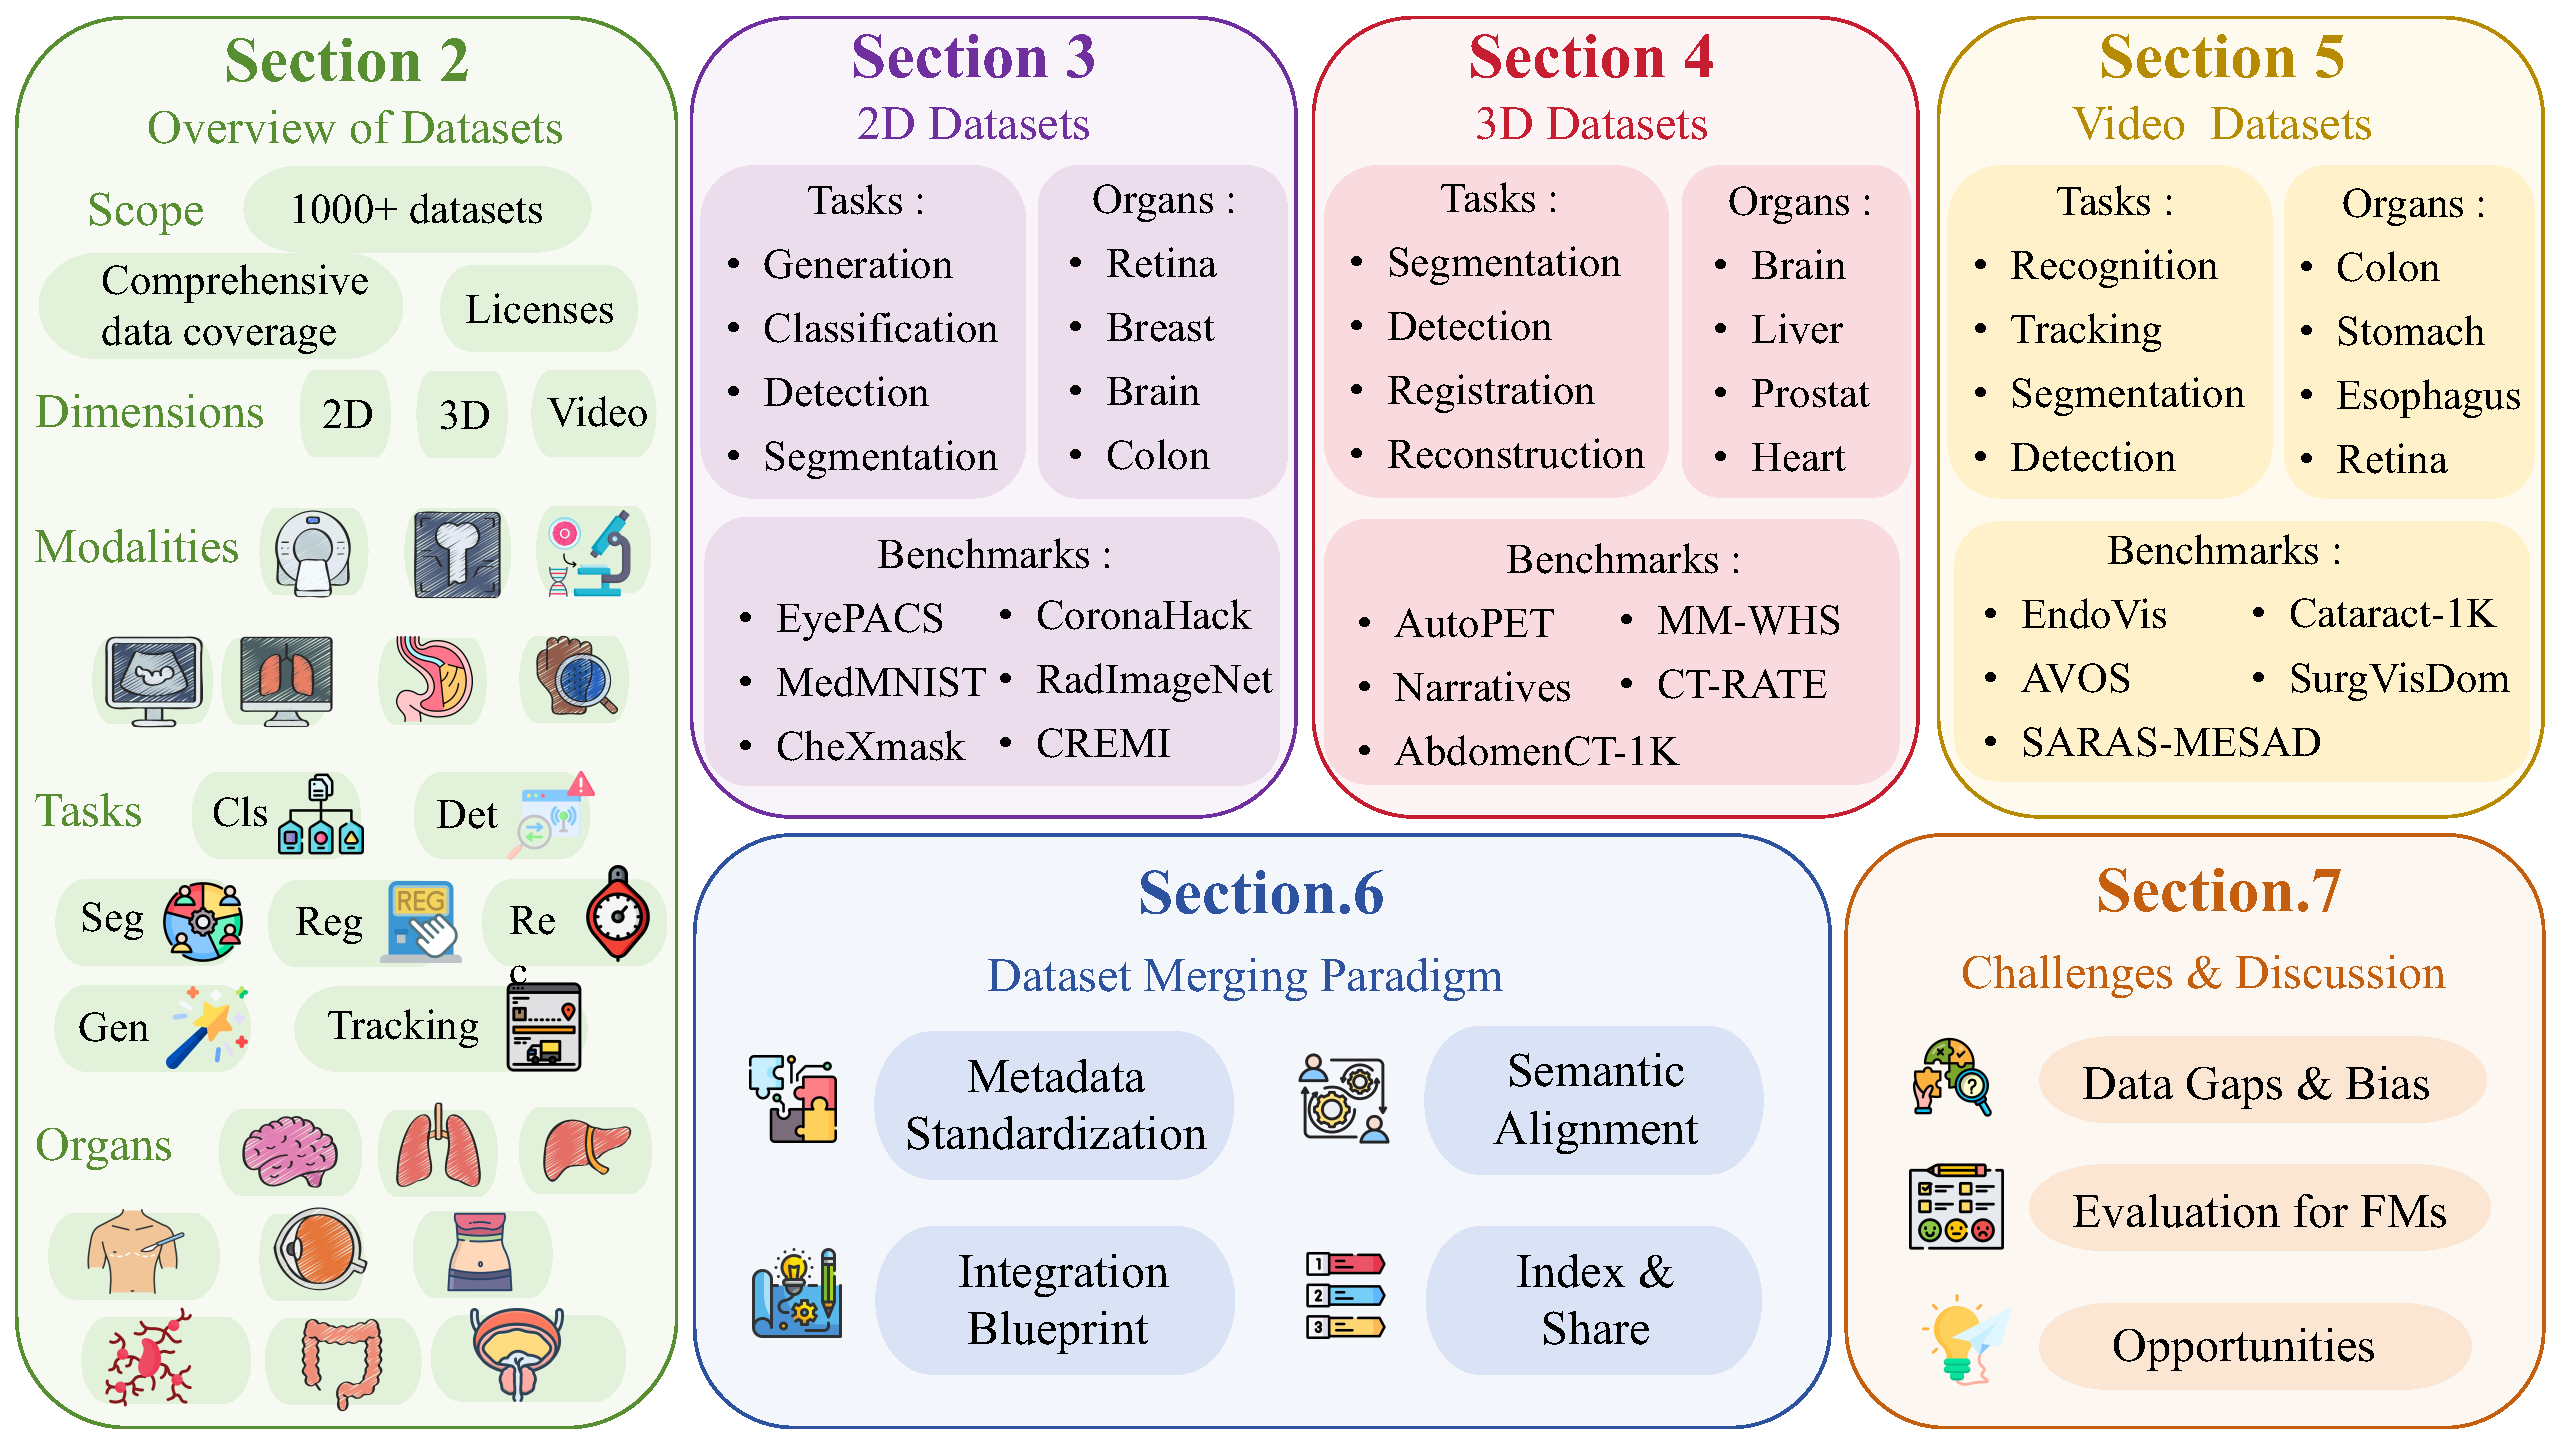 Section 2
Overview of Datasets
Scope
1000+ datasets
Comprehensive
data coverage
Licenses
Dimensions
2D
3D
Video
Modalities
Tasks
Cls
Det
Seg
Reg
REG
Re
c
Gen
Tracking
Organs
Section 3
2D Datasets
Tasks :
• Generation
• Classification
• Detection
• Segmentation
Organs :
• Retina
• Breast
• Brain
• Colon
Benchmarks :
• EyePACS
• MedMNIST
• CheXmask
• CoronaHack
• RadImageNet
• CREMI
Section 4
3D Datasets
Tasks :
• Segmentation
• Detection
• Registration
• Reconstruction
Organs :
• Brain
• Liver
• Prostat
• Heart
Benchmarks :
• AutoPET
• Narratives
• AbdomenCT-1K
• MM-WHS
• CT-RATE
Section 5
Video Datasets
Tasks :
• Recognition
• Tracking
• Segmentation
• Detection
Organs :
• Colon
• Stomach
• Esophagus
• Retina
Benchmarks :
• EndoVis
• AVOS
• SARAS-MESAD
• Cataract-1K
• SurgVisDom
Section.6
Dataset Merging Paradigm
Metadata
Standardization
Semantic
Alignment
Integration
Blueprint
1
2
3
Index &
Share
Section.7
Challenges & Discussion
?
Data Gaps & Bias
Evaluation for FMs
Opportunities